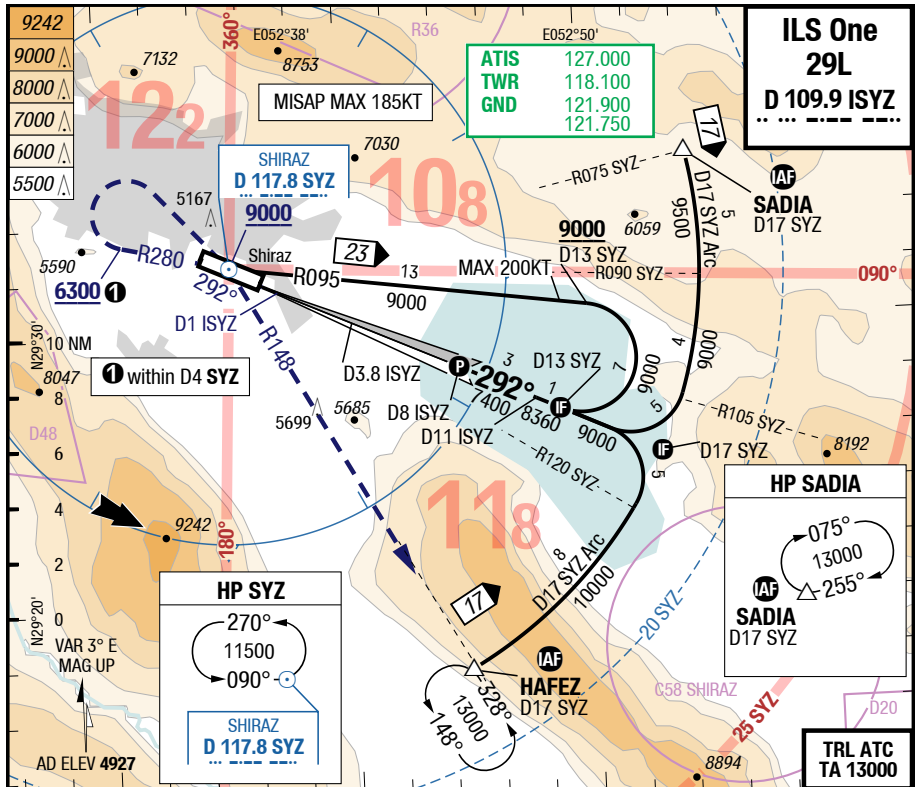 9242
9000
8000
7000
6000
5500
7132
360°
E052°38'
8753
R36
E052°50'
ATIS 127.000
TWR 118.100
GND 121.900
121.750
ILS One
29L
D 109.9 ISYZ
MISAP MAX 185KT
12 2
SHIRAZ
D 117.8 SYZ
7030
10 8
R075 SYZ
17
IAF
SADIA
D17 SYZ
5167
9000
6059
D17 SYZ Arc
5
9500
9000
D13 SYZ
5590
R280
Shiraz
23
13
MAX 200KT
R090 SYZ
090°
6300 1
292°
R095
9000
D1 ISYZ
R148
N29°30'
10 NM
8047
1 within D4 SYZ
D3.8 ISYZ
P
3
292°
D13 SYZ
7
9000
4
9000
1
IF
D8 ISYZ
7400
8360
9000
5
D11 ISYZ
R105 SYZ
8192
5699
5685
D48
8
6
4
2
0
R120 SYZ
IF
D17 SYZ
5
9242
180°
11 8
HP SADIA
075°
13000
255°
IAF
SADIA
D17 SYZ
8
D17 SYZ Arc
10000
17
20 SYZ
N29°20'
HP SYZ
270°
11500
090°
SHIRAZ
D 117.8 SYZ
IAF
HAFEZ
D17 SYZ
328°
13000
148°
C58 SHIRAZ
D20
25 SYZ
VAR 3° E
MAG UP
AD ELEV 4927
8894
TRL ATC
TA 13000